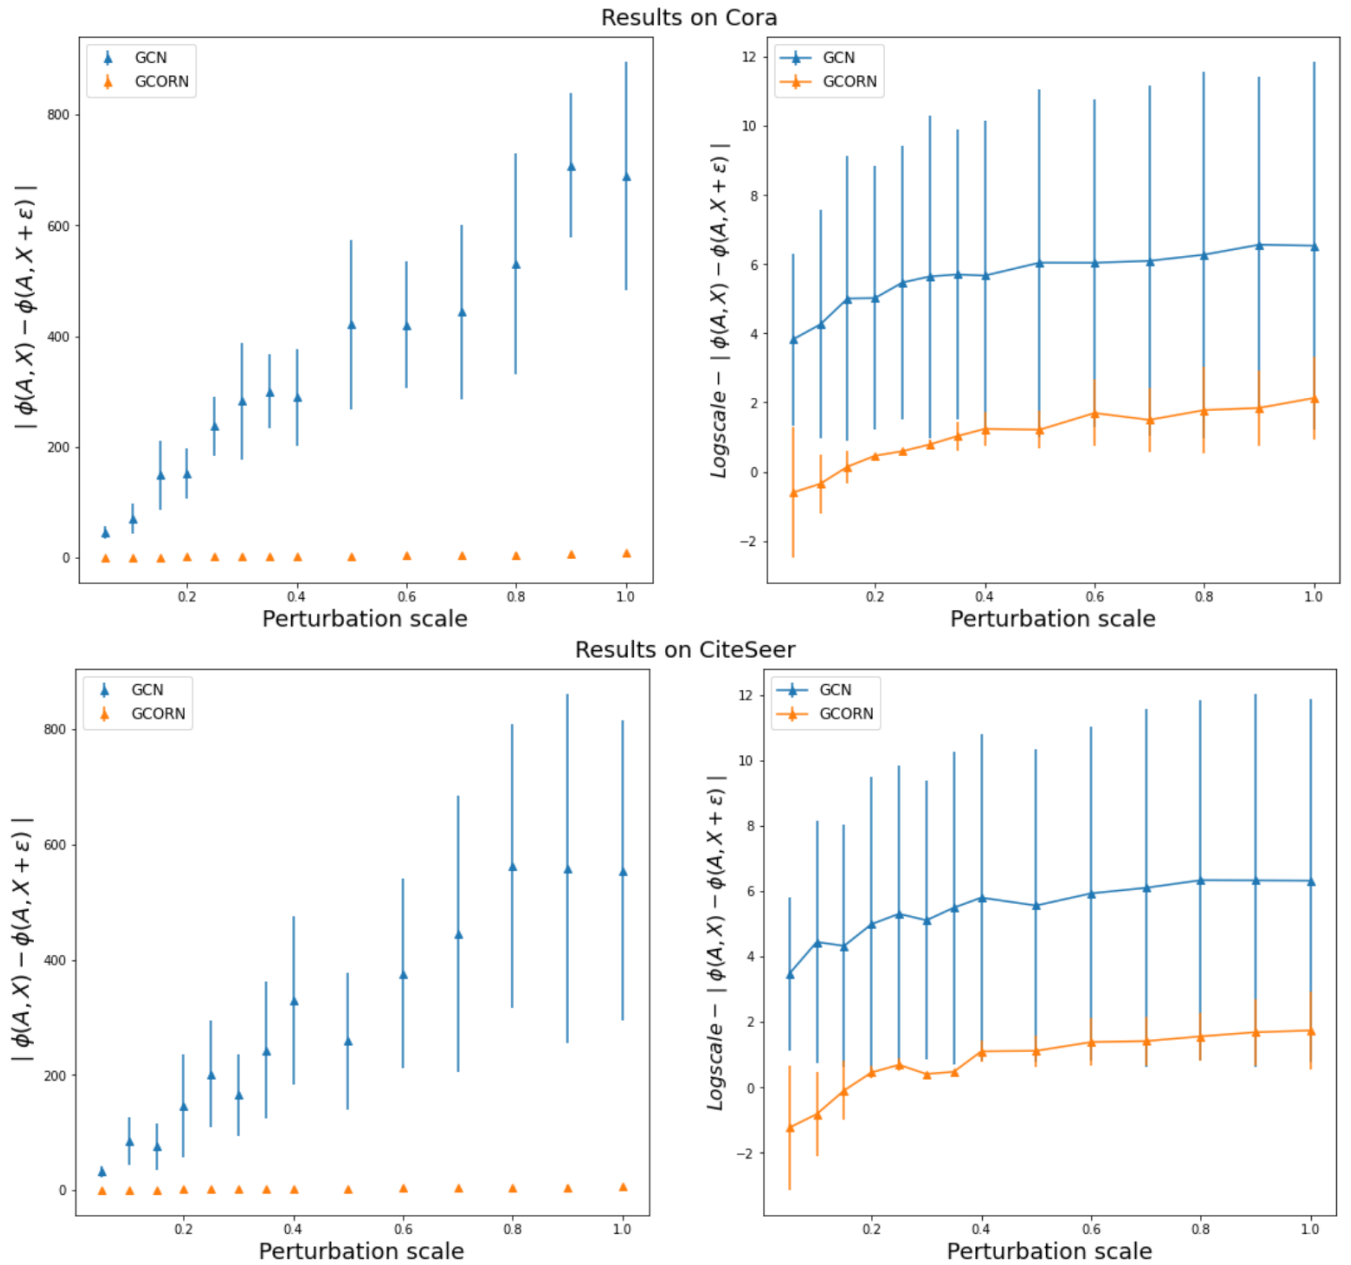 Results on Cora
GCN
GCORN
| ϕ(A, X) − ϕ(A, X + ε) |
800
600
400
200
0
0.2 0.4 0.6 0.8 1.0
Perturbation scale
GCN
GCORN
Logscale − | ϕ(A, X) − ϕ(A, X + ε) |
12
10
8
6
4
2
0
−2
0.2 0.4 0.6 0.8 1.0
Perturbation scale
Results on CiteSeer
GCN
GCORN
| ϕ(A, X) − ϕ(A, X + ε) |
800
600
400
200
0
0.2 0.4 0.6 0.8 1.0
Perturbation scale
GCN
GCORN
Logscale − | ϕ(A, X) − ϕ(A, X + ε) |
12
10
8
6
4
2
0
−2
0.2 0.4 0.6 0.8 1.0
Perturbation scale